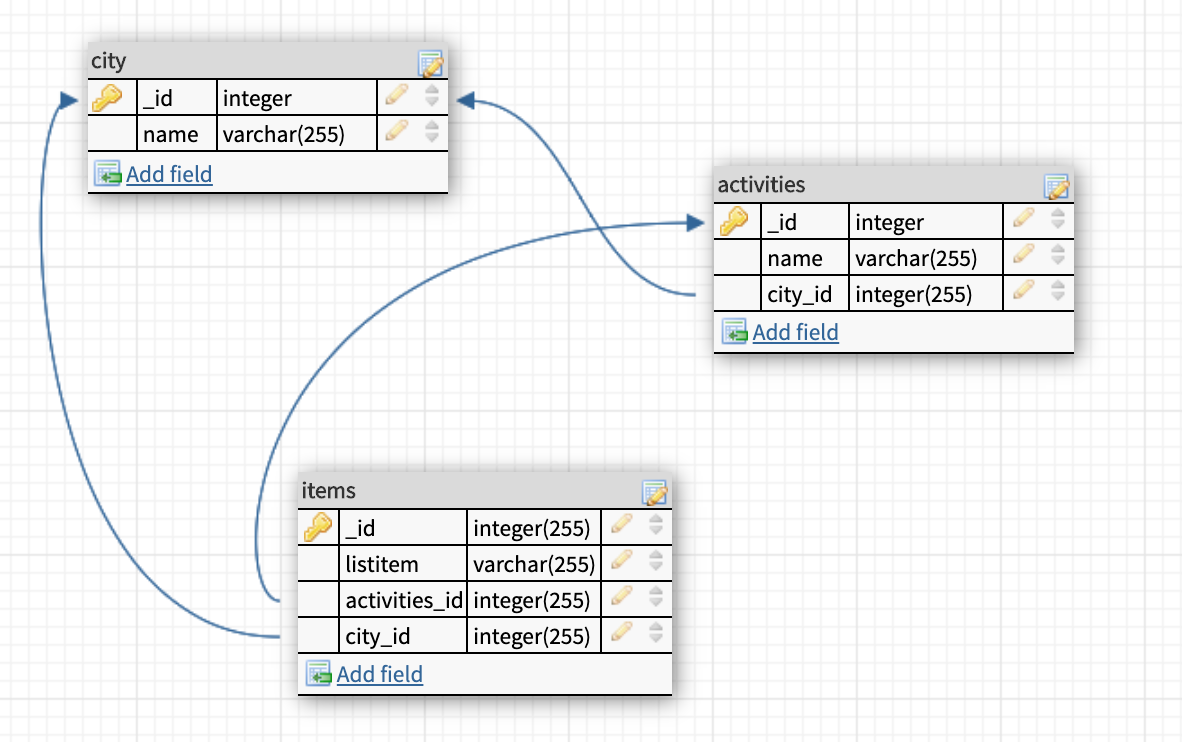 city
_id integer
name varchar(255)
Add field
activities
_id integer
name varchar(255)
city_id integer(255)
Add field
items
_id integer(255)
listitem varchar(255)
activities_id integer(255)
city_id integer(255)
Add field